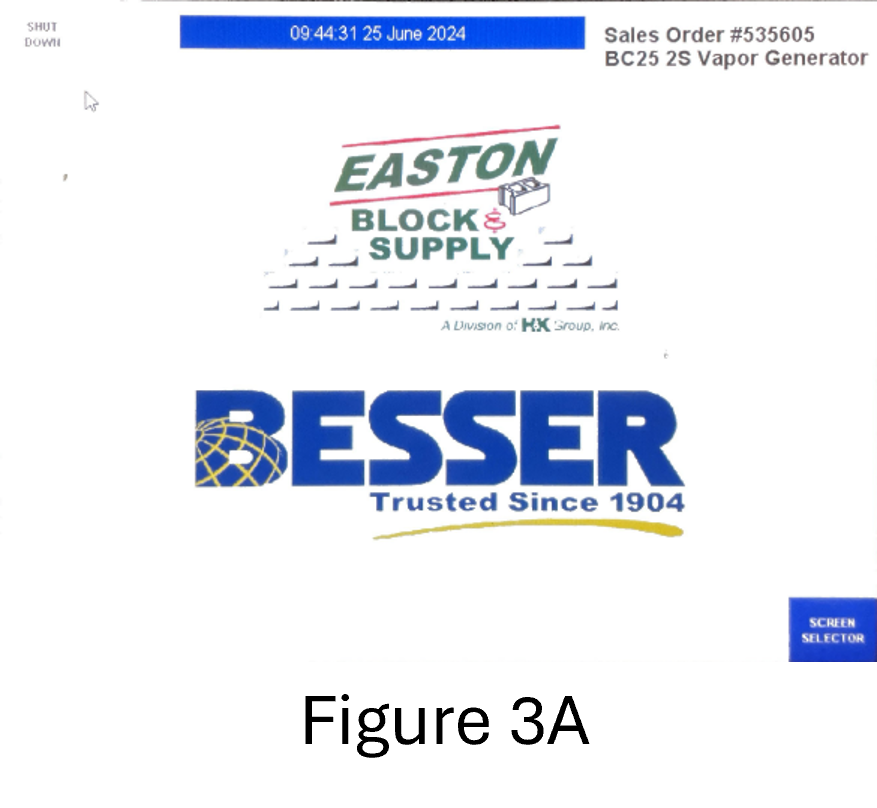 SHUT
DOWN
09:44:31 25 June 2024
Sales Order #535605
BC25 2S Vapor Generator
EASTON
BLOCK &
SUPPLY
A Division of HXK Group, Inc.
BESSER
Trusted Since 1904
SCREEN
SELECTOR
Figure 3A